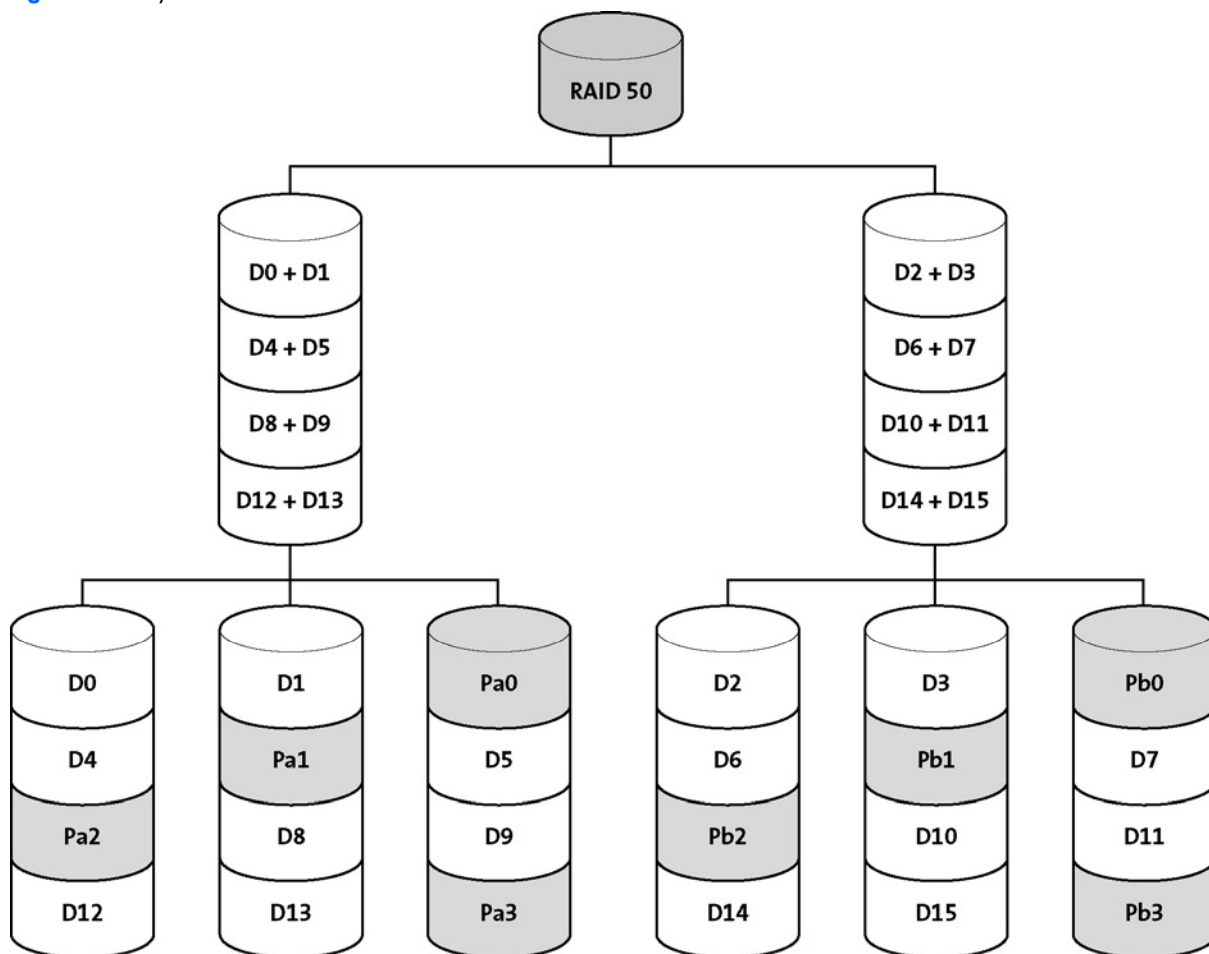 RAID 50
D0 + D1
D4 + D5
D8 + D9
D12 + D13
D2 + D3
D6 + D7
D10 + D11
D14 + D15
D0
D4
Pa2
D12
D1
Pa1
D8
D13
Pa0
D5
D9
Pa3
D2
D6
Pb2
D14
D3
Pb1
D10
D15
Pb0
D7
D11
Pb3